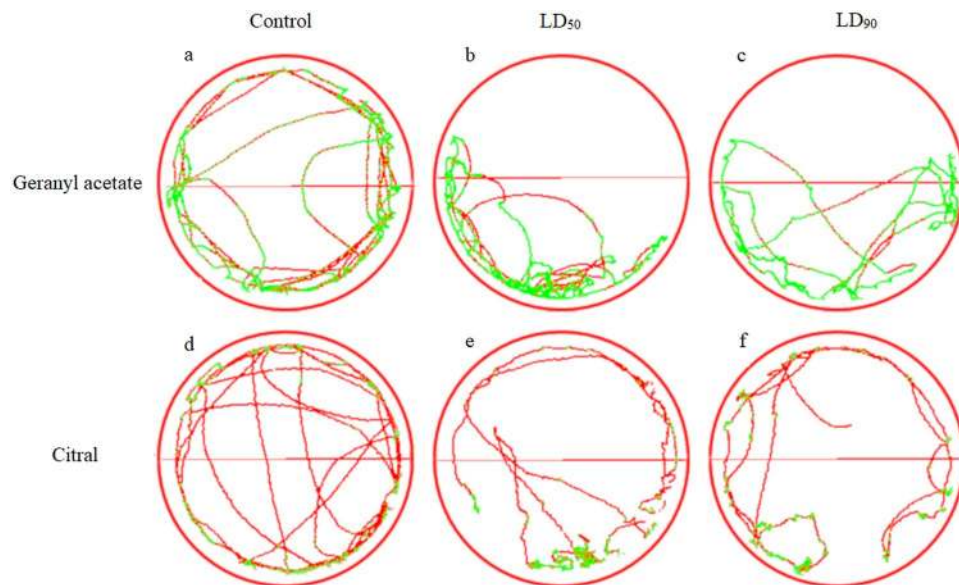 Control LD₅₀ LD₉₀
a b c
Geranyl acetate
d e f
Citral